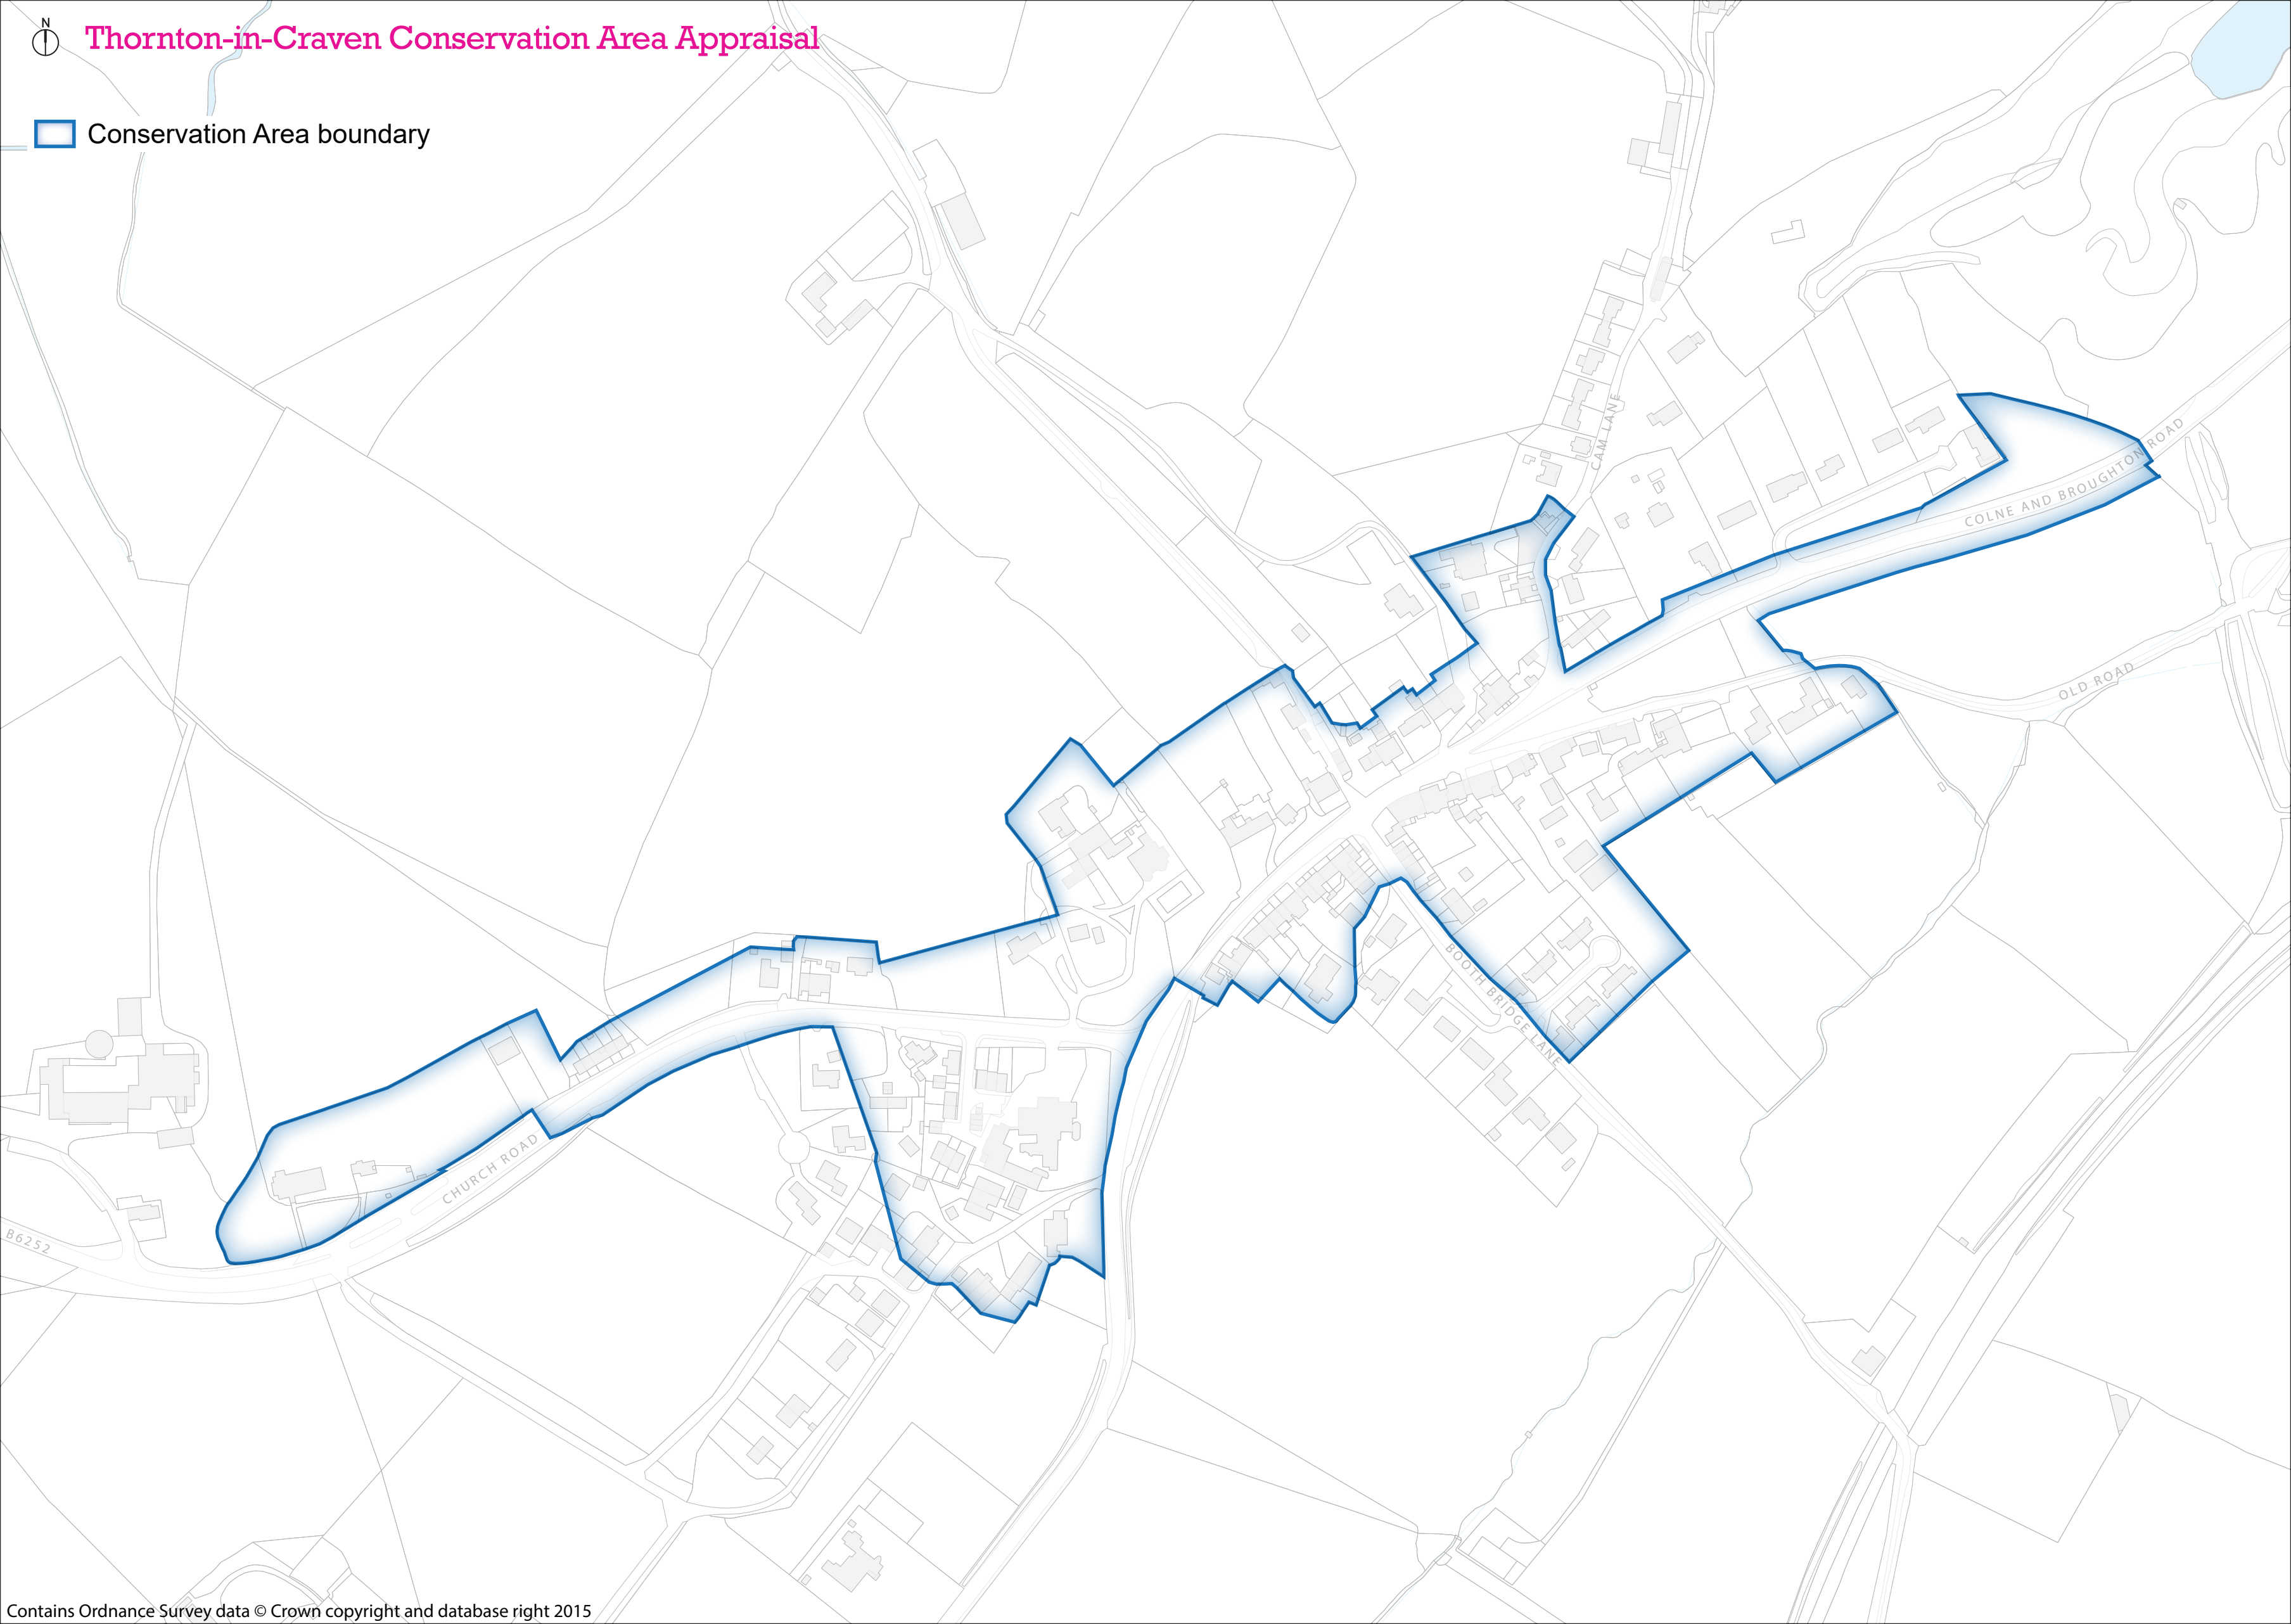 N
Thornton-in-Craven Conservation Area Appraisal
Conservation Area boundary
CAM LANE
COLNE AND BROUGHTON ROAD
OLD ROAD
BOOTH BRIDGE LANE
CHURCH ROAD
B6252
Contains Ordnance Survey data © Crown copyright and database right 2015